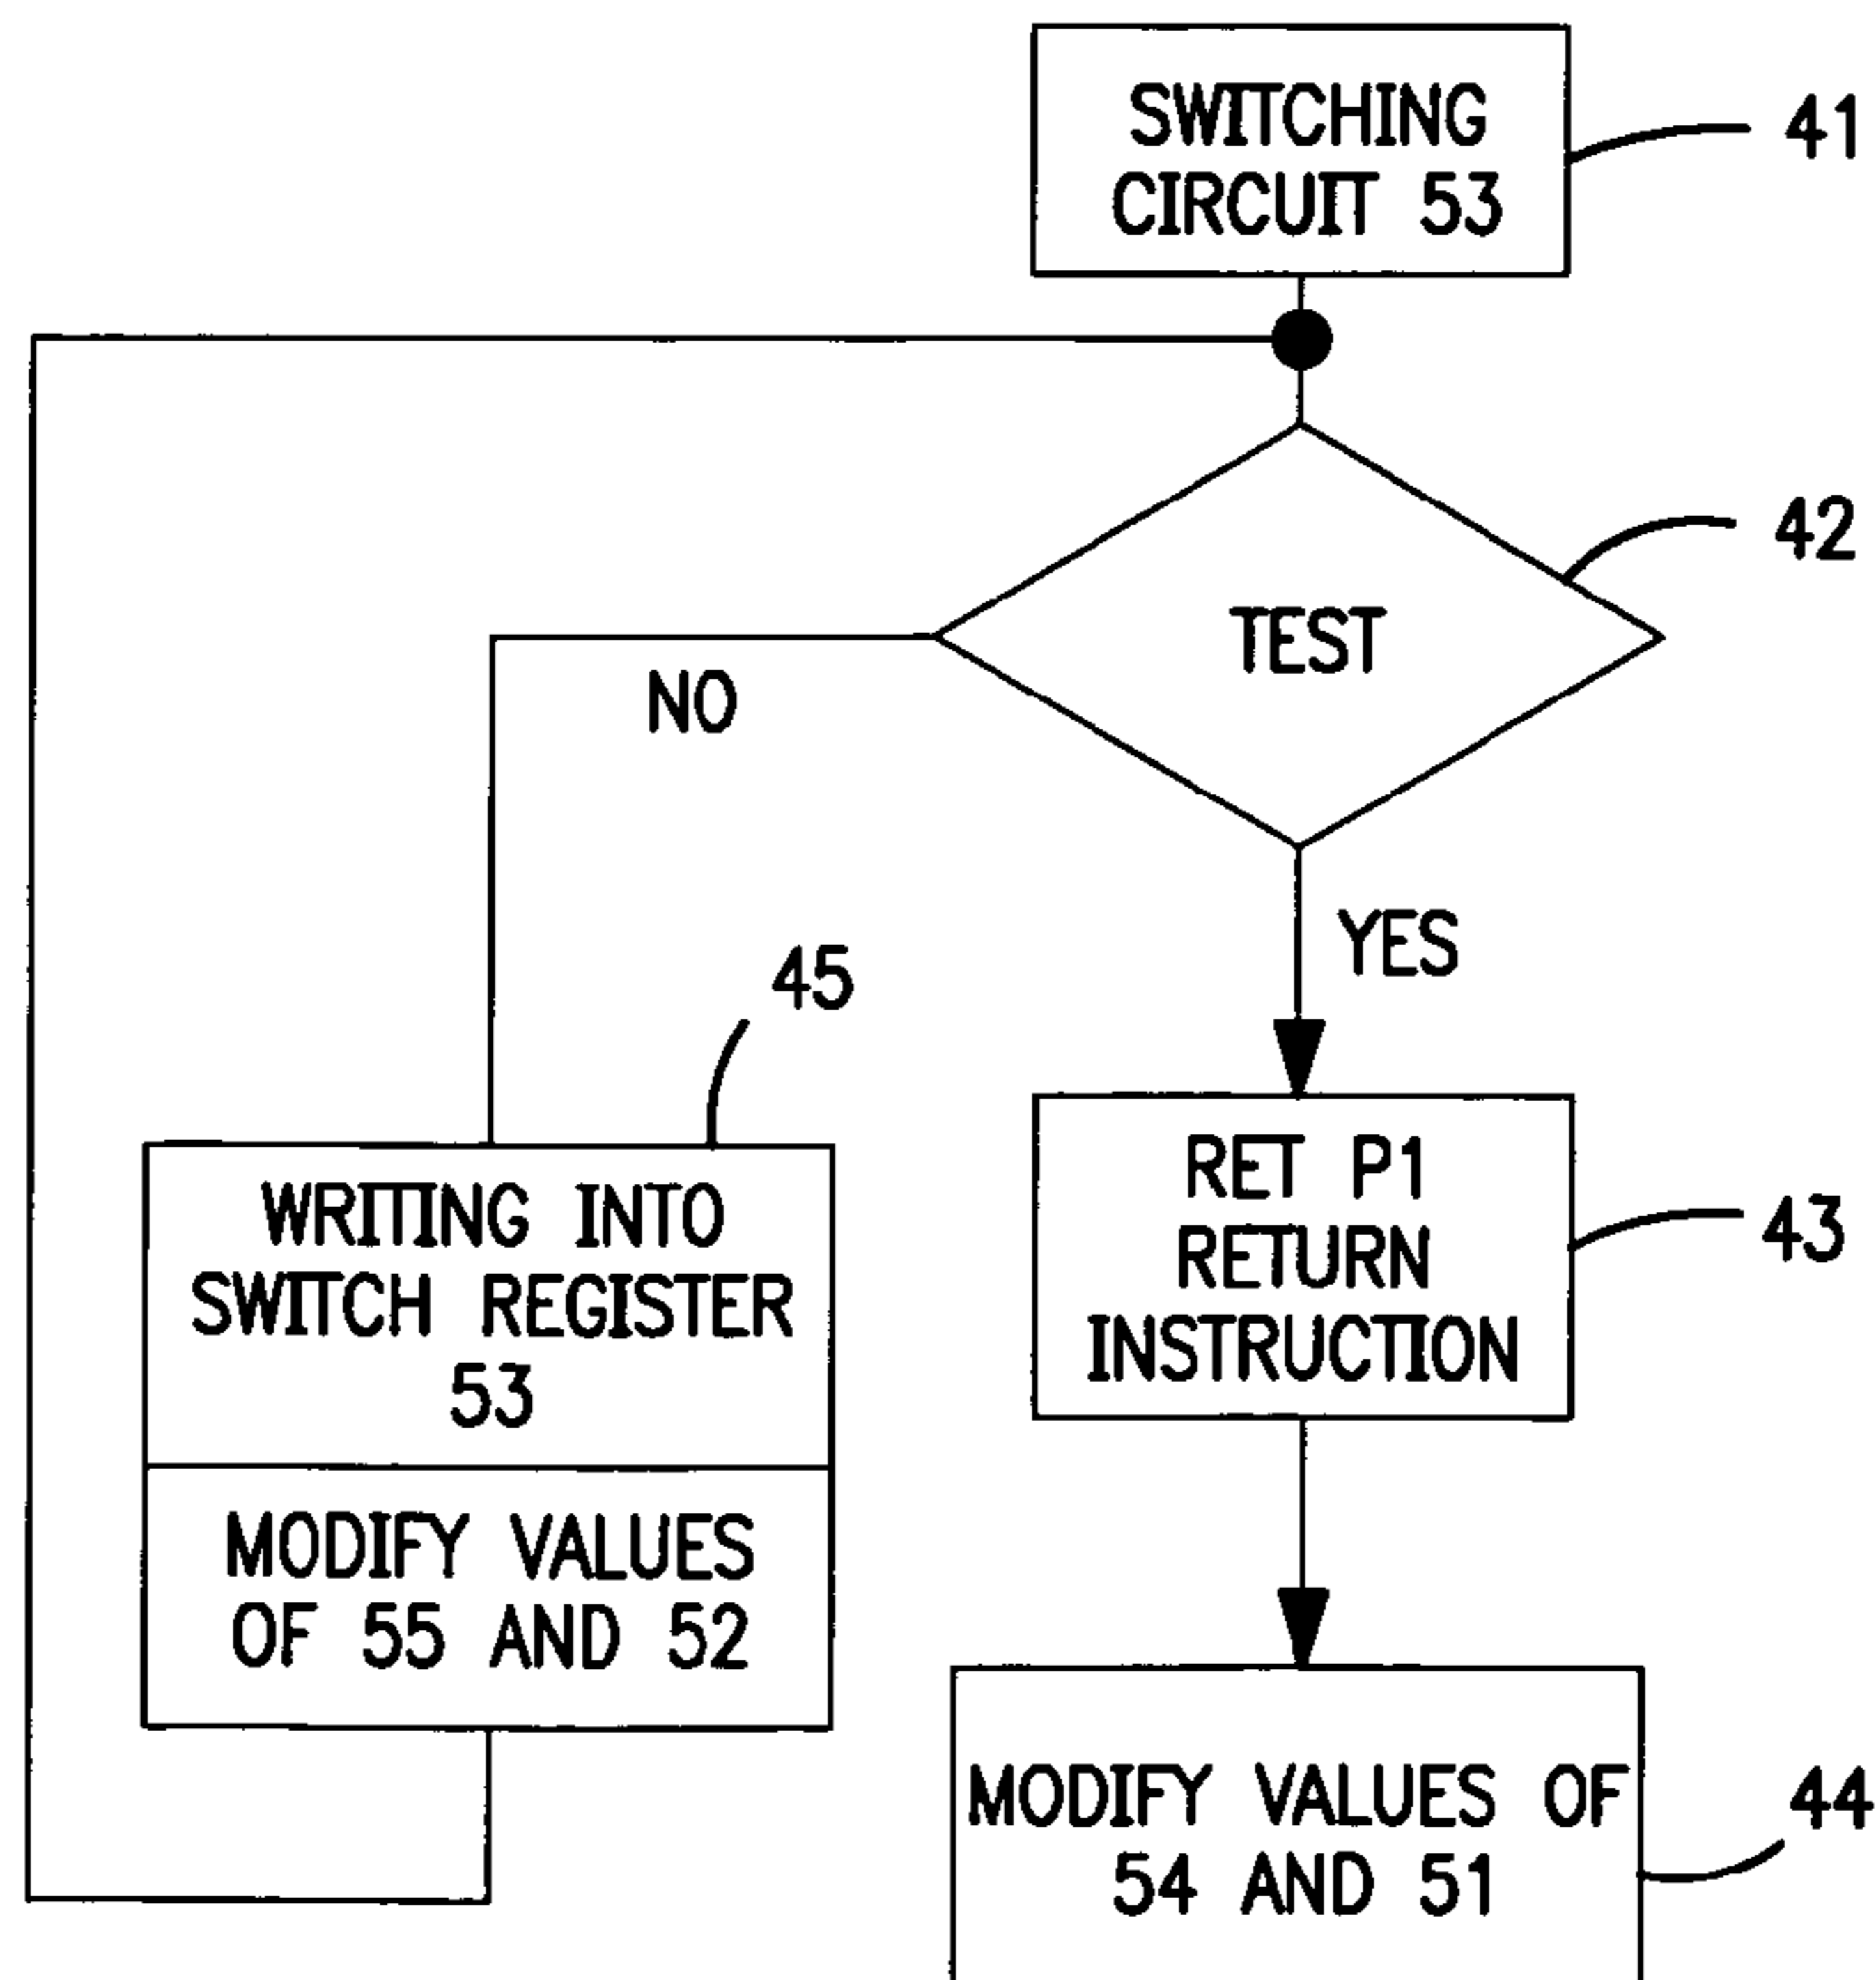 SWITCHING
CIRCUIT 53
41
42
TEST
NO
YES
45
WRITING INTO
SWITCH REGISTER
53
MODIFY VALUES
OF 55 AND 52
RET P1
RETURN
INSTRUCTION
43
MODIFY VALUES OF
54 AND 51
44